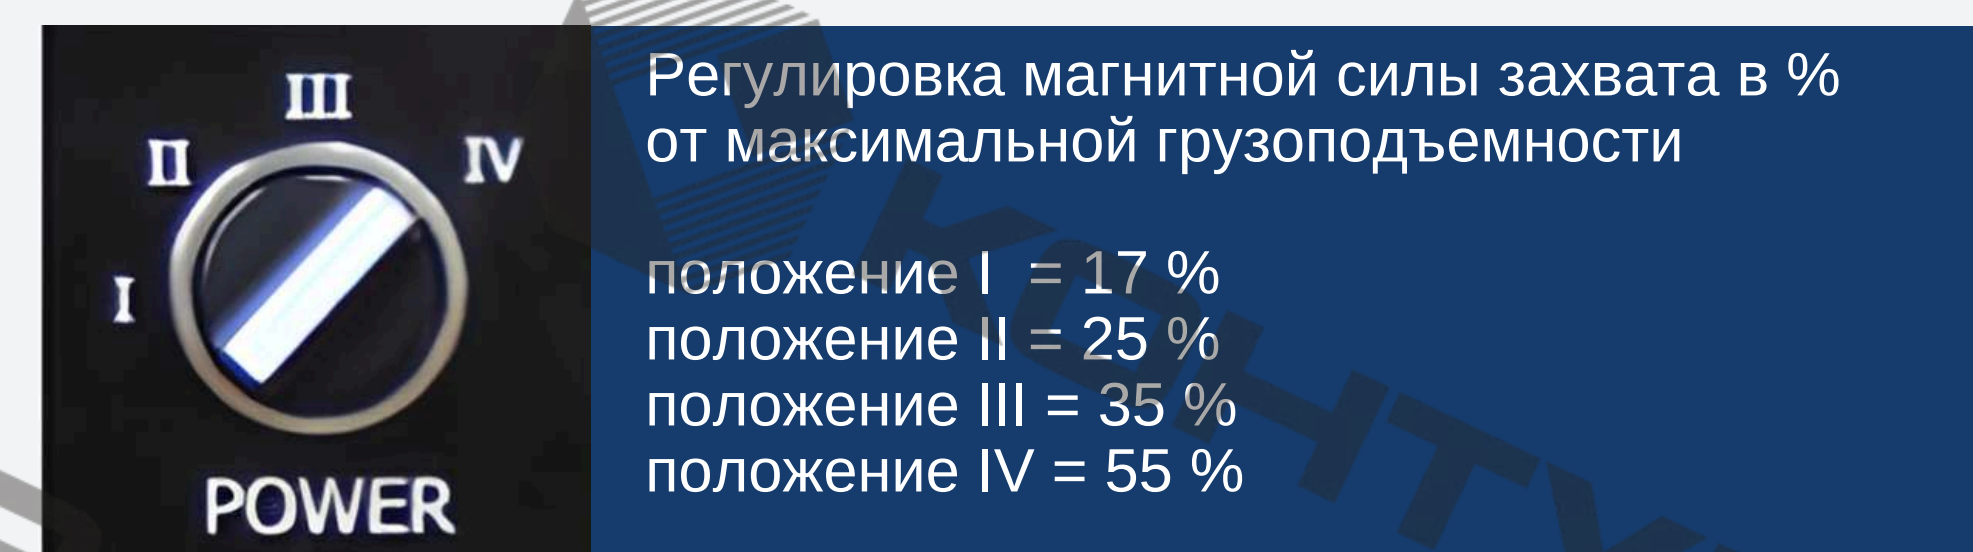 III
II
IV
I
POWER
Регулировка магнитной силы захвата в %
от максимальной грузоподъемности
положение I = 17 %
положение II = 25 %
положение III = 35 %
положение IV = 55 %